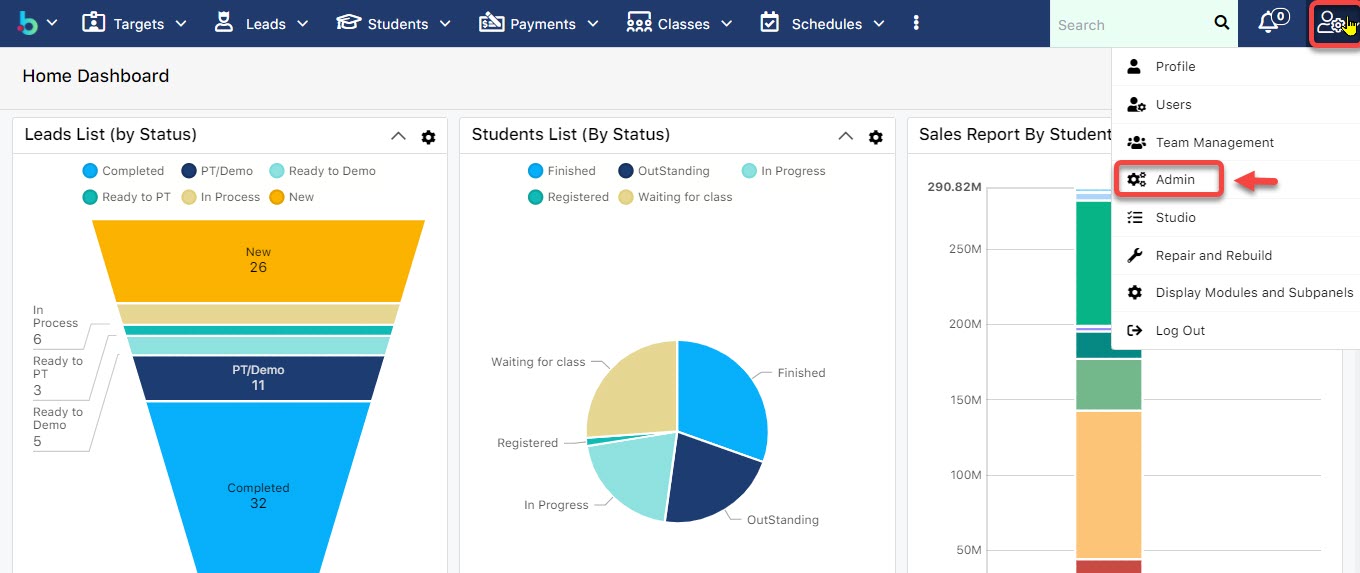 Targets
Leads
Students
Payments
Classes
Schedules
Search
0
Home Dashboard
Profile
Users
Team Management
Admin
Studio
Repair and Rebuild
Display Modules and Subpanels
Log Out
Leads List (by Status)
Completed
PT/Demo
Ready to Demo
Ready to PT
In Process
New
New
26
In
Process
6
Ready to
PT
3
Ready to
Demo
5
PT/Demo
11
Completed
32
Students List (By Status)
Finished
OutStanding
In Progress
Registered
Waiting for class
Waiting for class
Finished
Registered
In Progress
OutStanding
Sales Report By Student
290.82M
250M
200M
150M
100M
50M